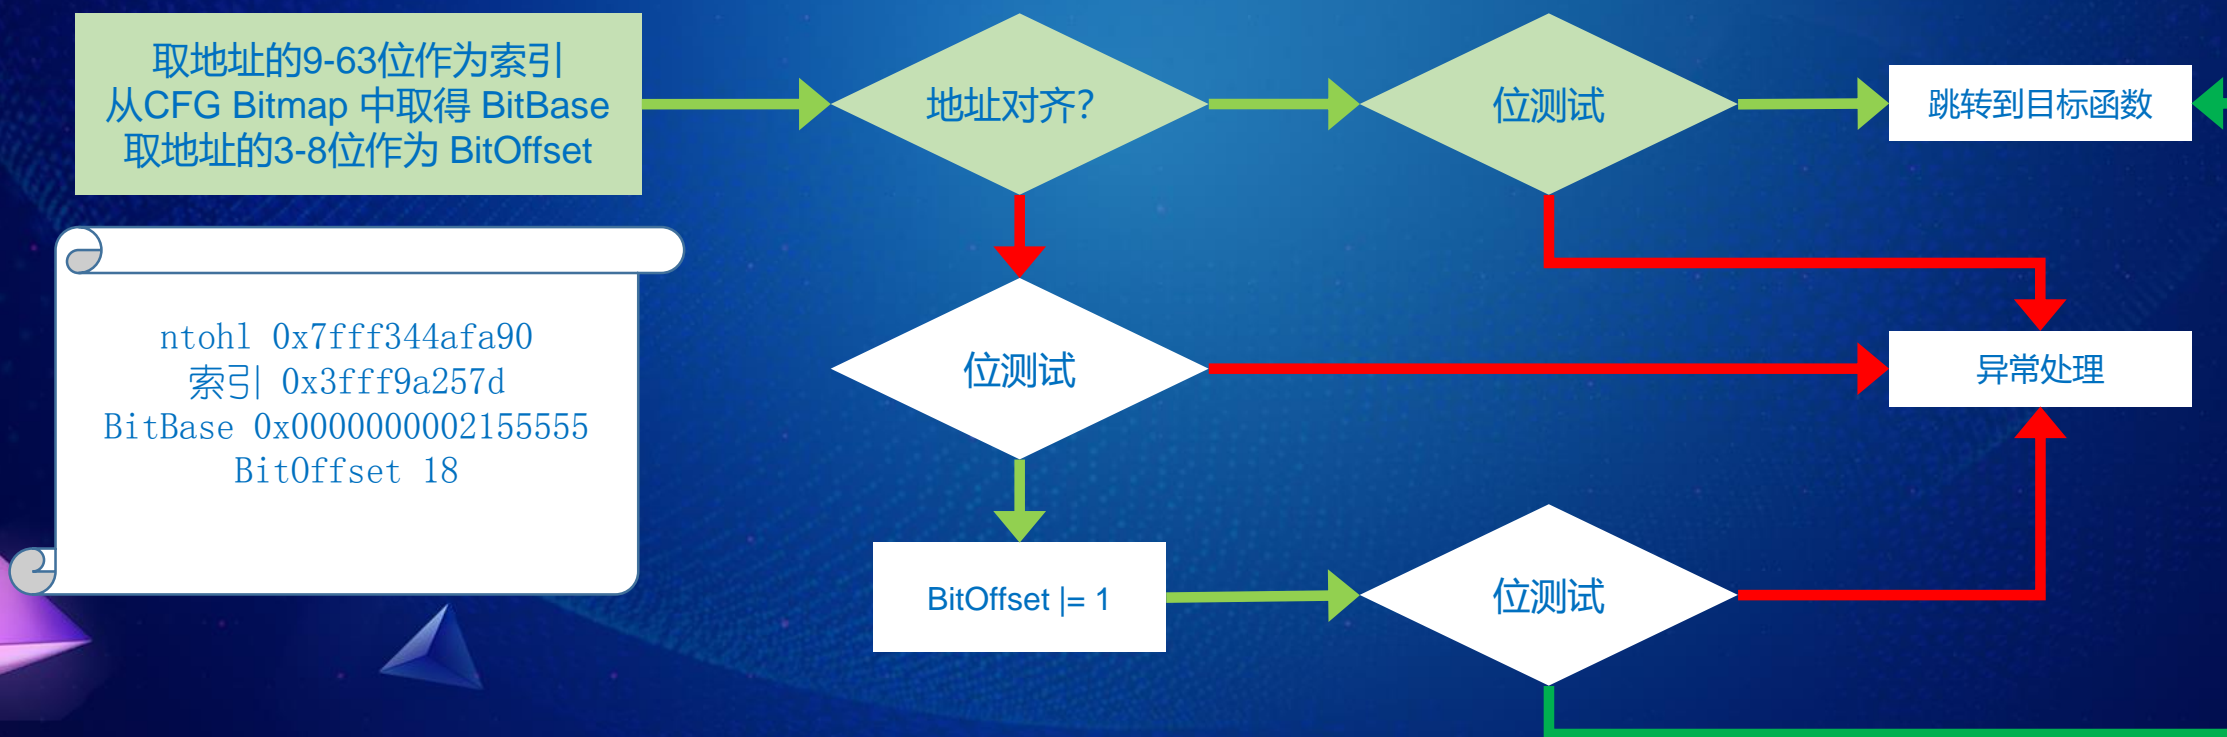 取地址的9-63位作为索引
从CFG Bitmap 中取得 BitBase
取地址的3-8位作为 BitOffset
地址对齐?
位测试
跳转到目标函数
ntohl 0x7fff344afa90
索引 0x3fff9a257d
BitBase 0x0000000002155555
BitOffset 18
位测试
异常处理
BitOffset |= 1
位测试